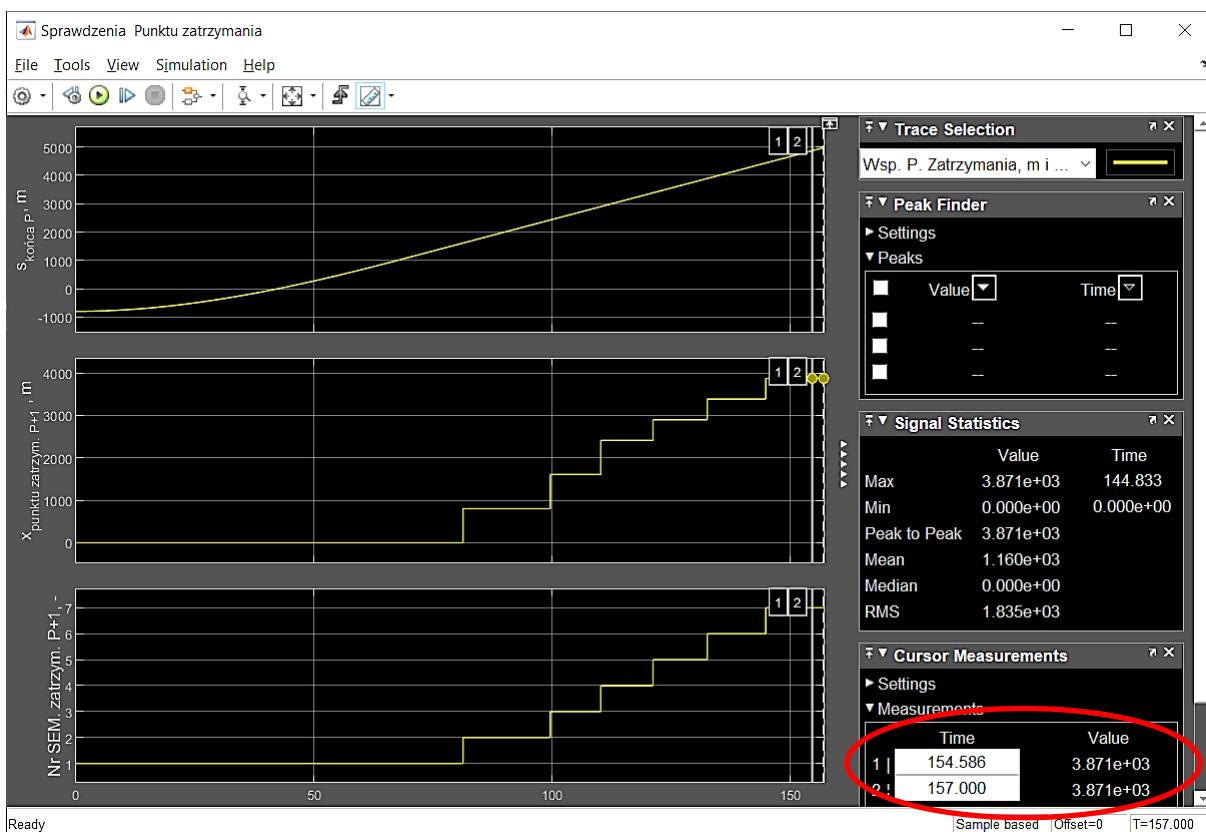 Sprawdzenia Punktu zatrzymania
File Tools View Simulation Help
1 2
s końca P, m
5000
4000
3000
2000
1000
0
-1000
1 2
x punktu zatrzym. P+1 , m
4000
3000
2000
1000
0
1 2
Nr SEM. zatrzym. P+1, -
7
6
5
4
3
2
1
0 50 100 150
Trace Selection
Wsp. P. Zatrzymania, m i ...
Peak Finder
Settings
Peaks
Value Time
-- --
-- --
-- --
Signal Statistics
Value Time
Max 3.871e+03 144.833
Min 0.000e+00 0.000e+00
Peak to Peak 3.871e+03
Mean 1.160e+03
Median 0.000e+00
RMS 1.835e+03
Cursor Measurements
Settings
Measurements
Time Value
1 | 154.586 3.871e+03
2 ¦ 157.000 3.871e+03
Ready Sample based Offset=0 T=157.000